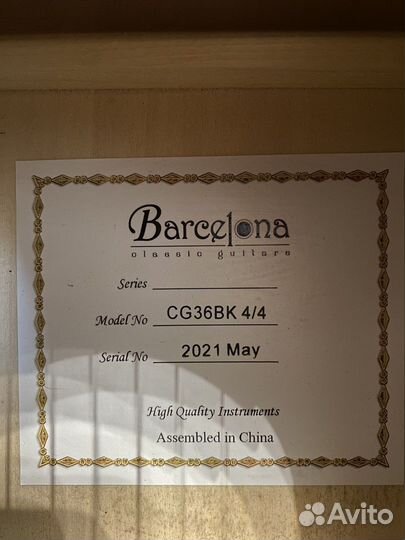 Barcelona
classic guitars
Series
Model No CG36BK 4/4
Serial No 2021 May
High Quality Instruments
Assembled in China
Avito